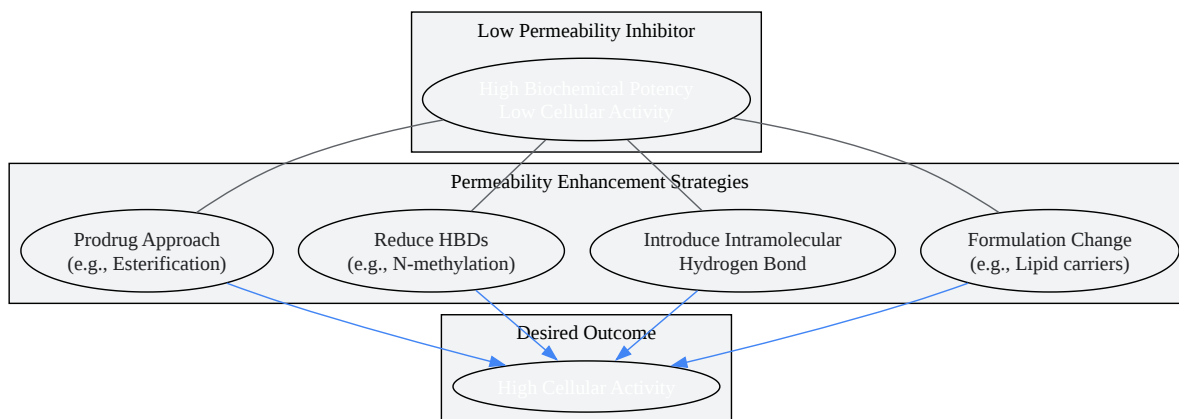 Low Permeability Inhibitor
High Biochemical Potency
Low Cellular Activity
Permeability Enhancement Strategies
Prodrug Approach
(e.g., Esterification)
Reduce HBDs
(e.g., N-methylation)
Introduce Intramolecular
Hydrogen Bond
Formulation Change
(e.g., Lipid carriers)
Desired Outcome
High Cellular Activity